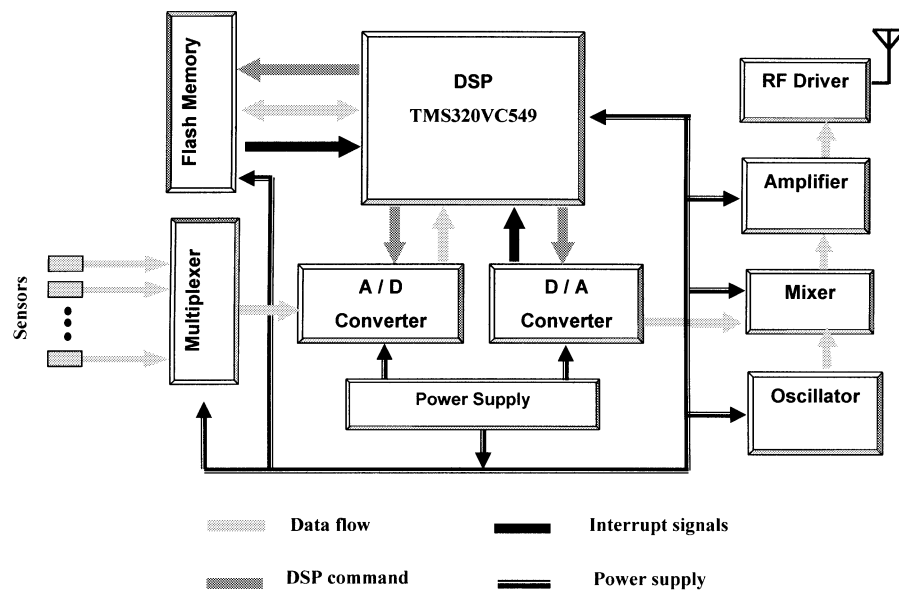 Flash Memory
DSP
TMS320VC549
RF Driver
Amplifier
Sensors
Multiplexer
A / D
Converter
D / A
Converter
Mixer
Power Supply
Oscillator
Data flow
Interrupt signals
DSP command
Power supply